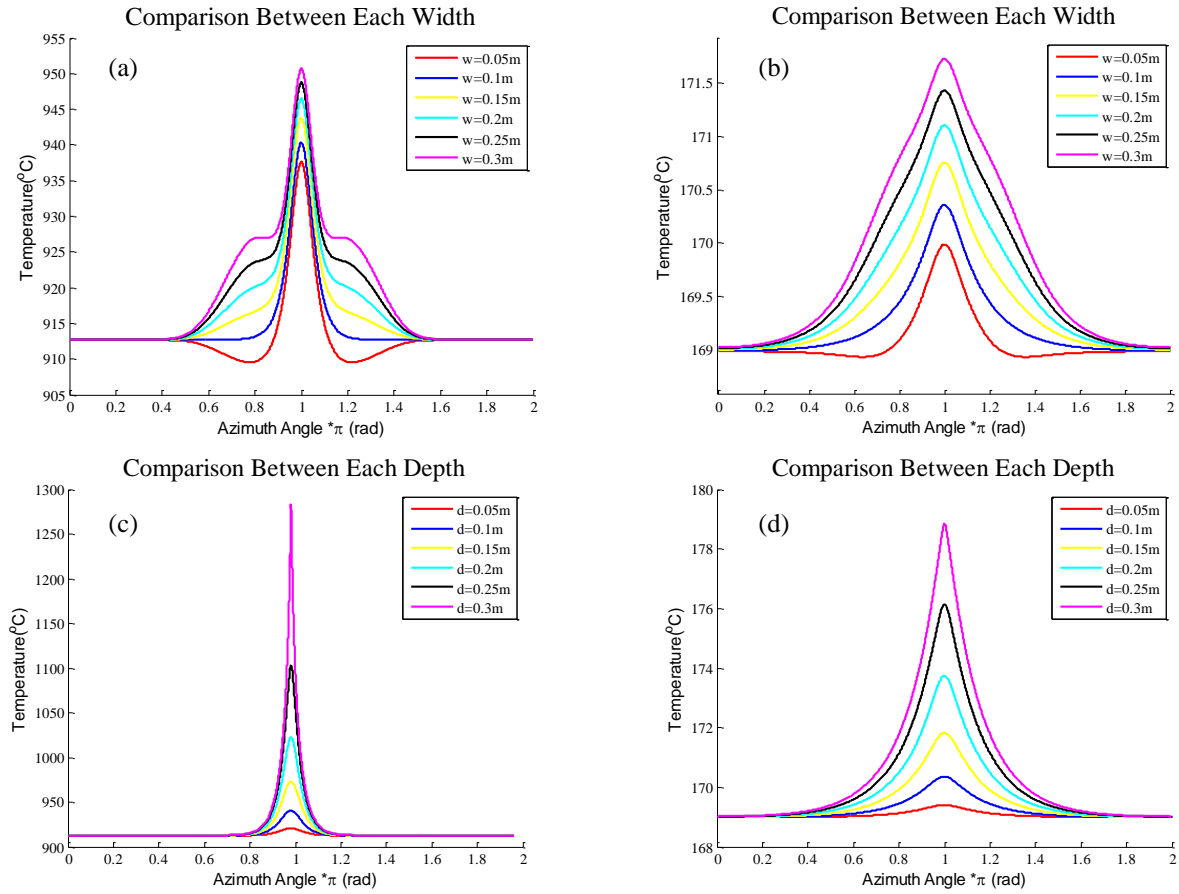 Comparison Between Each Width
955
950
945
940
935
930
925
920
915
910
905
Temperature(°C)
(a)
w=0.05m
w=0.1m
w=0.15m
w=0.2m
w=0.25m
w=0.3m
0 0.2 0.4 0.6 0.8 1 1.2 1.4 1.6 1.8 2
Azimuth Angle *π (rad)
Comparison Between Each Width
171.5
171
170.5
170
169.5
169
Temperature(°C)
(b)
w=0.05m
w=0.1m
w=0.15m
w=0.2m
w=0.25m
w=0.3m
0 0.2 0.4 0.6 0.8 1 1.2 1.4 1.6 1.8 2
Azimuth Angle *π (rad)
Comparison Between Each Depth
1300
1250
1200
1150
1100
1050
1000
950
900
Temperature(°C)
(c)
d=0.05m
d=0.1m
d=0.15m
d=0.2m
d=0.25m
d=0.3m
0 0.2 0.4 0.6 0.8 1 1.2 1.4 1.6 1.8 2
Azimuth Angle *π (rad)
Comparison Between Each Depth
180
178
176
174
172
170
168
Temperature(°C)
(d)
d=0.05m
d=0.1m
d=0.15m
d=0.2m
d=0.25m
d=0.3m
0 0.2 0.4 0.6 0.8 1 1.2 1.4 1.6 1.8 2
Azimuth Angle *π (rad)